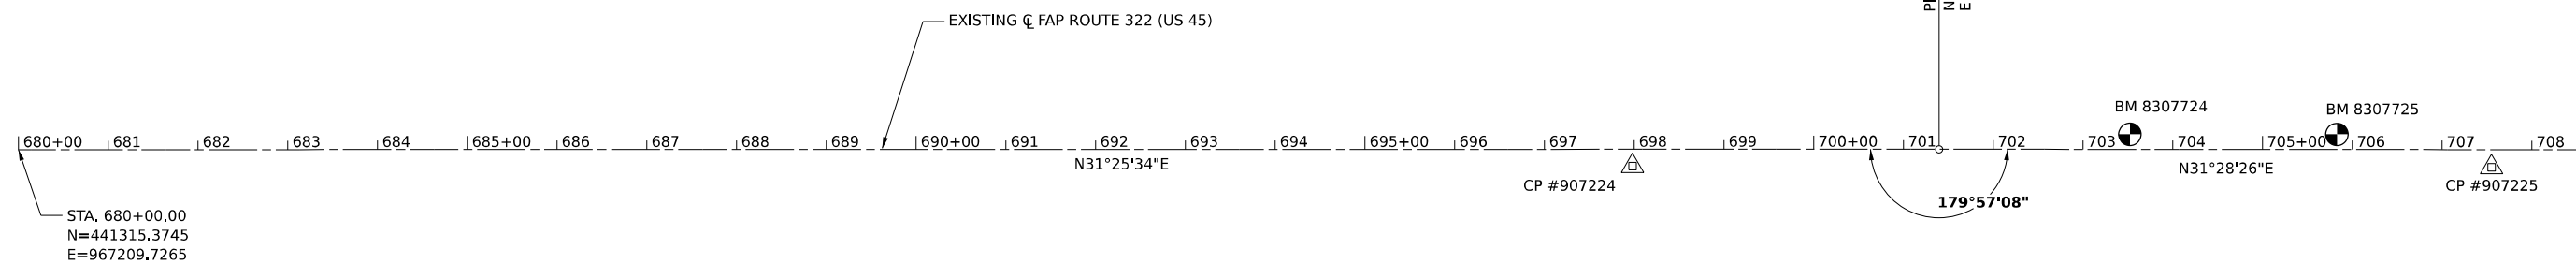 EXISTING ℄ FAP ROUTE 322 (US 45)
N
E
BM 8307724
BM 8307725
680+00 681 682 683 684 685+00 686 687 688 689 690+00 691 692 693 694 695+00 696 697 698 699 700+00 701 702 703 704 705+00 706 707 708
N31°25'34"E
N31°28'26"E
CP #907224
CP #907225
179°57'08"
STA. 680+00.00
N=441315.3745
E=967209.7265